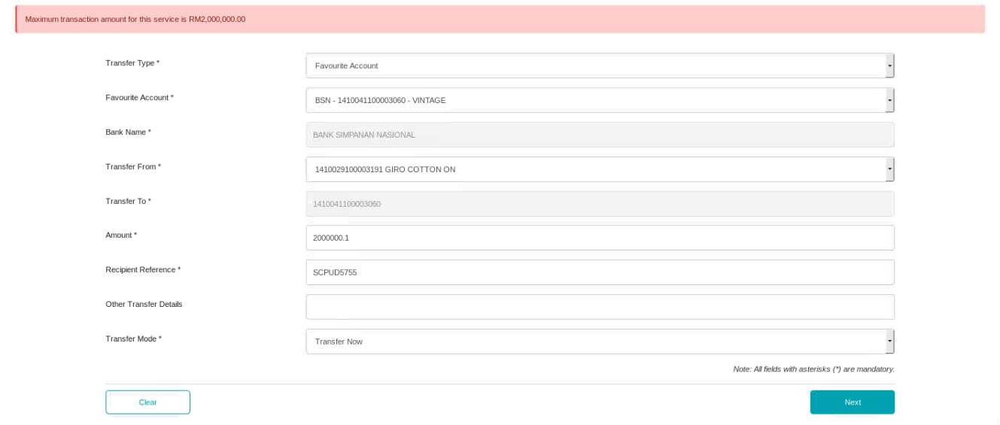 Maximum transaction amount for this service is RM2,000,000.00
Transfer Type * Favourite Account
Favourite Account * BSN - 1410041100003060 - VINTAGE
Bank Name * BANK SIMPANAN NASIONAL
Transfer From * 1410029100003191 GIRO COTTON ON
Transfer To * 1410041100003060
Amount * 2000000.1
Recipient Reference * SCPUD5755
Other Transfer Details
Transfer Mode * Transfer Now
Note: All fields with asterisks (*) are mandatory.
Clear Next